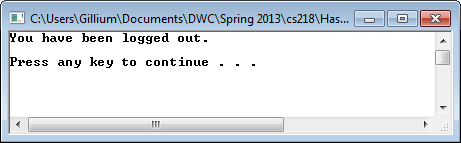 C:\Users\Gillium\Documents\DWC\Spring 2013\cs218\Has...
You have been logged out.
Press any key to continue . . .